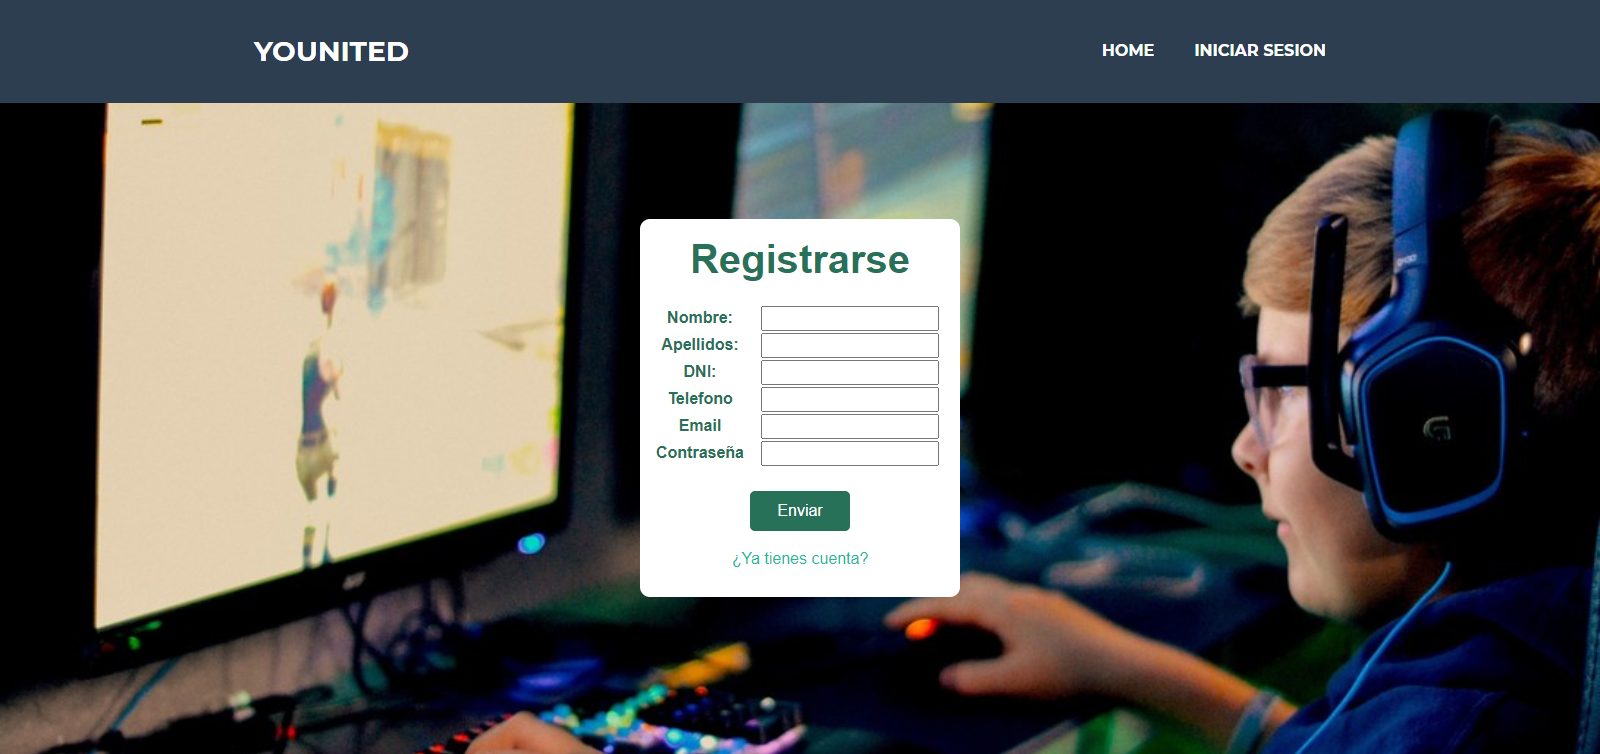 YOUNITED
HOME
INICIAR SESION
Registrarse
Nombre:
Apellidos:
DNI:
Telefono
Email
Contraseña
Enviar
¿Ya tienes cuenta?